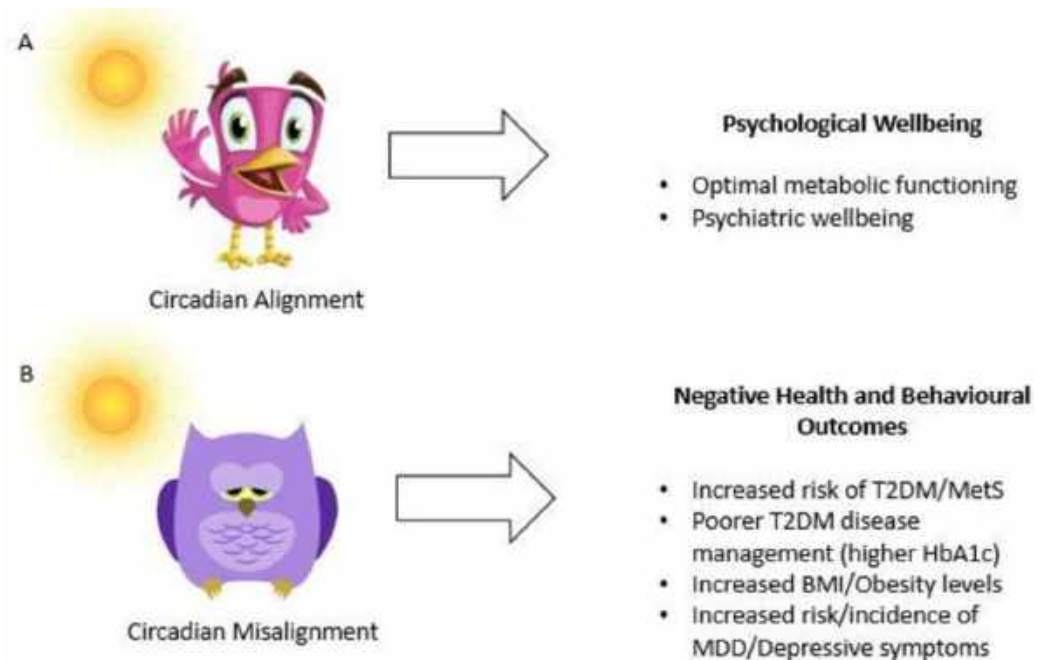 A
Psychological Wellbeing
• Optimal metabolic functioning
• Psychiatric wellbeing
Circadian Alignment
B
Negative Health and Behavioural
Outcomes
• Increased risk of T2DM/MetS
• Poorer T2DM disease
management (higher HbA1c)
• Increased BMI/Obesity levels
• Increased risk/incidence of
MDD/Depressive symptoms
Circadian Misalignment